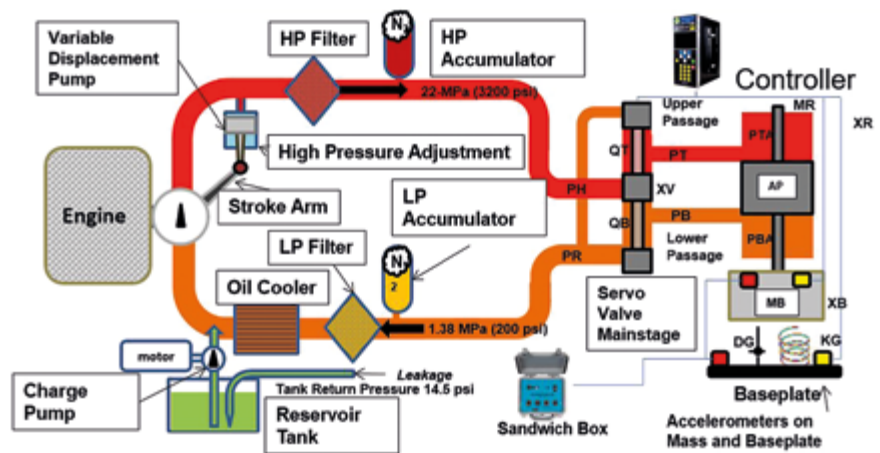 Variable
Displacement
Pump
HP Filter
N
HP
Accumulator
22-MPa (3200 psi)
Controller
Upper
Passage
MR
XR
QT
PT
PTA
High Pressure Adjustment
Engine
Stroke Arm
PH
XV
AP
LP
Accumulator
LP Filter
N
2
QB
PB
PR
Lower
Passage
PBA
Oil Cooler
1.38 MPa (200 psi)
Servo
Valve
Mainstage
MB
XB
motor
DG
KG
Charge
Pump
Leakage
Tank Return Pressure 14.5 psi
Reservoir
Tank
Sandwich Box
Baseplate
Accelerometers on
Mass and Baseplate